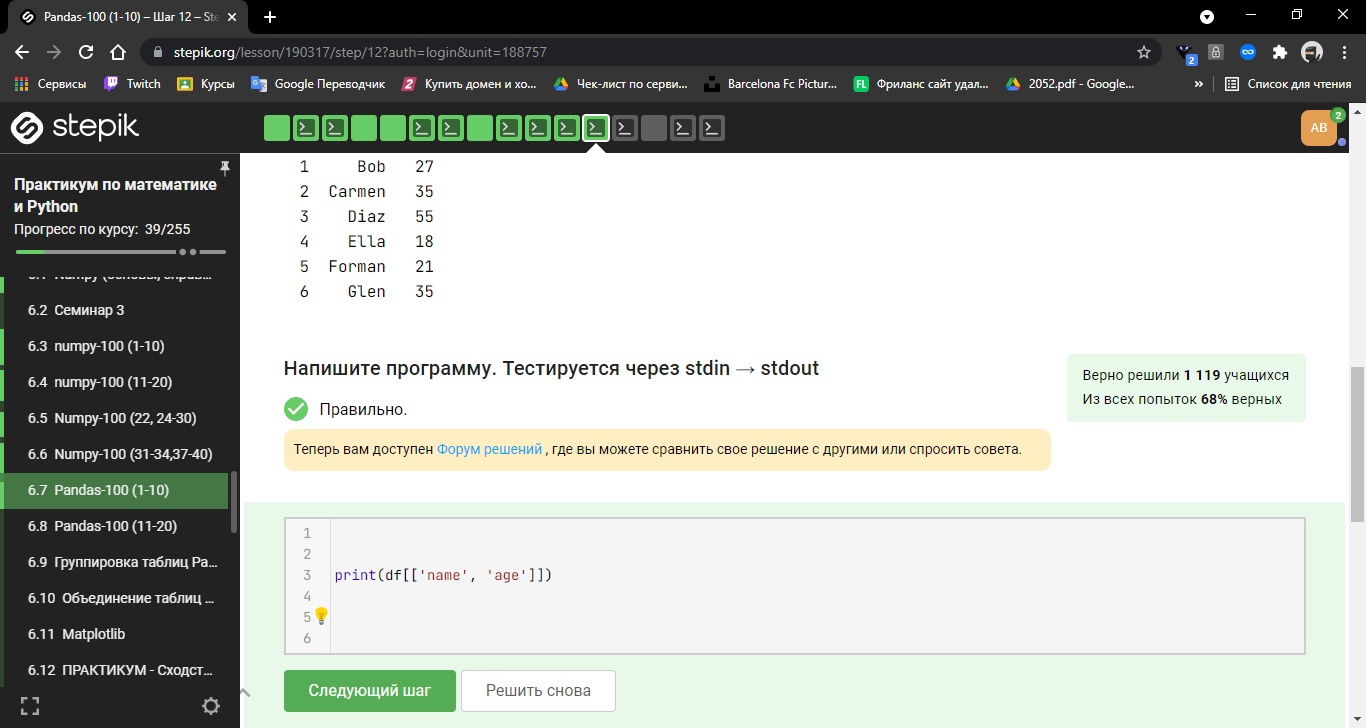 Pandas-100 (1-10) – Шаг 12 – Ste
stepik.org/lesson/190317/step/12?auth=login&unit=188757
2
Сервисы Twitch Курсы Google Переводчик Купить домен и хо... Чек-лист по серви... Barcelona Fc Pictur... FL Фриланс сайт удал... 2052.pdf - Google... » Список для чтения
stepik
AB
2
Практикум по математике
и Python
Прогресс по курсу: 39/255
6.2 Семинар 3
6.3 numpy-100 (1-10)
6.4 numpy-100 (11-20)
6.5 Numpy-100 (22, 24-30)
6.6 Numpy-100 (31-34,37-40)
6.7 Pandas-100 (1-10)
6.8 Pandas-100 (11-20)
6.9 Группировка таблиц Pa...
6.10 Объединение таблиц ...
6.11 Matplotlib
6.12 ПРАКТИКУМ - Сходст...
1 Bob 27
2 Carmen 35
3 Diaz 55
4 Ella 18
5 Forman 21
6 Glen 35
Напишите программу. Тестируется через stdin → stdout
Верно решили 1 119 учащихся
Из всех попыток 68% верных
Правильно.
Теперь вам доступен Форум решений , где вы можете сравнить свое решение с другими или спросить совета.
1
2
3 print(df[['name', 'age']])
4
5
6
Следующий шаг Решить снова